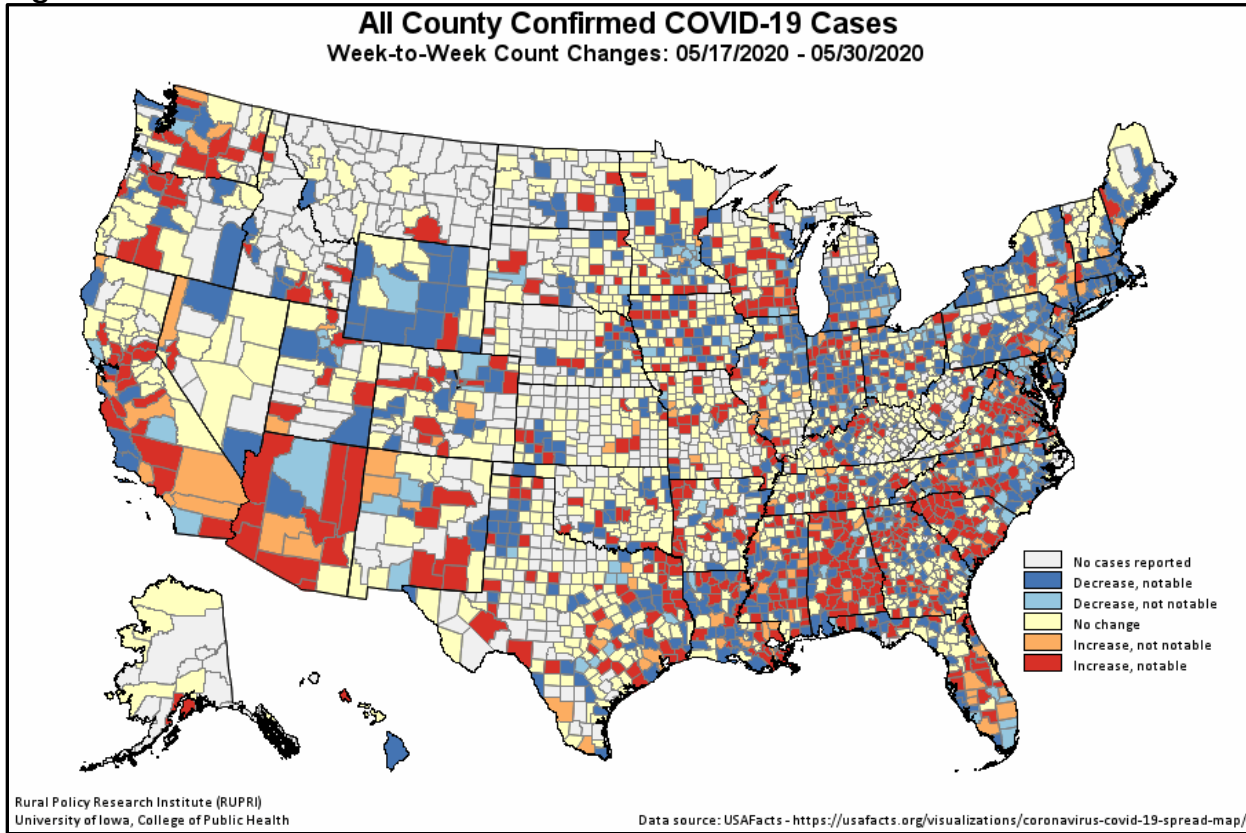 All County Confirmed COVID-19 Cases
Week-to-Week Count Changes: 05/17/2020 - 05/30/2020
No cases reported
Decrease, notable
Decrease, not notable
No change
Increase, not notable
Increase, notable
Rural Policy Research Institute (RUPRI)
University of Iowa, College of Public Health
Data source: USAFacts - https://usafacts.org/visualizations/coronavirus-covid-19-spread-map/